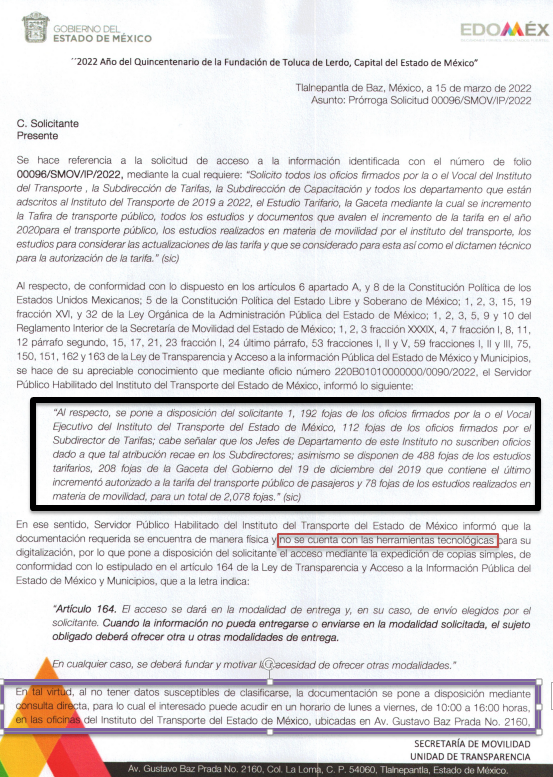 GOBIERNO DEL
ESTADO DE MÉXICO
EDOMÉX
´´2022 Año del Quincentenario de la Fundación de Toluca de Lerdo, Capital del Estado de México”
Tlalnepantla de Baz, México, a 15 de marzo de 2022
Asunto: Prórroga Solicitud 00096/SMOV/IP/2022
C. Solicitante
Presente
Se hace referencia a la solicitud de acceso a la información identificada con el número de folio
00096/SMOV/IP/2022, mediante la cual requiere: “Solicito todos los oficios firmados por la o el Vocal del Instituto
del Transporte , la Subdirección de Tarifas, la Subdirección de Capacitación y todos los departamento que están
adscritos al Instituto del Transporte de 2019 a 2022, el Estudio Tarifario, la Gaceta mediante la cual se incremento
la Tafira de transporte público, todos los estudios y documentos que avalen el incremento de la tarifa en el año
2020para el transporte público, los estudios realizados en materia de movilidad por el instituto del transporte, los
estudios para considerar las actualizaciones de las tarifa y que se considerado para esta así como el dictamen técnico
para la autorización de la tarifa.” (sic)
Al respecto, de conformidad con lo dispuesto en los artículos 6 apartado A, y 8 de la Constitución Política de los
Estados Unidos Mexicanos; 5 de la Constitución Política del Estado Libre y Soberano de México; 1, 2, 3, 15, 19
fracción XVI, y 32 de la Ley Orgánica de la Administración Pública del Estado de México; 1, 2, 3, 5, 9 y 10 del
Reglamento Interior de la Secretaría de Movilidad del Estado de México; 1, 2, 3 fracción XXXIX, 4, 7 fracción I, 8, 11,
12 párrafo segundo, 15, 17, 21, 23 fracción I, 24 último párrafo, 53 fracciones I, II y V, 59 fracciones I, II y III, 75,
150, 151, 162 y 163 de la Ley de Transparencia y Acceso a la información Pública del Estado de México y Municipios,
se hace de su apreciable conocimiento que mediante oficio número 220B01010000000/0090/2022, el Servidor
Público Habilitado del Instituto del Transporte del Estado de México, informó lo siguiente:
“Al respecto, se pone a disposición del solicitante 1, 192 fojas de los oficios firmados por la o el Vocal
Ejecutivo del Instituto del Transporte del Estado de México, 112 fojas de los oficios firmados por el
Subdirector de Tarifas; cabe señalar que los Jefes de Departamento de este Instituto no suscriben oficios
dado a que tal atribución recae en los Subdirectores; asimismo se disponen de 488 fojas de los estudios
tarifarios, 208 fojas de la Gaceta del Gobierno del 19 de diciembre del 2019 que contiene el último
incrementó autorizado a la tarifa del transporte público de pasajeros y 78 fojas de los estudios realizados en
materia de movilidad, para un total de 2,078 fojas.” (sic)
En ese sentido, Servidor Público Habilitado del Instituto del Transporte del Estado de México informó que la
documentación requerida se encuentra de manera física y no se cuenta con las herramientas tecnológicas para su
digitalización, por lo que pone a disposición del solicitante el acceso mediante la expedición de copias simples, de
conformidad con lo estipulado en el artículo 164 de la Ley de Transparencia y Acceso a la Información Pública del
Estado de México y Municipios, que a la letra indica:
“Artículo 164. El acceso se dará en la modalidad de entrega y, en su caso, de envío elegidos por el
solicitante. Cuando la información no pueda entregarse o enviarse en la modalidad solicitada, el sujeto
obligado deberá ofrecer otra u otras modalidades de entrega.
En cualquier caso, se deberá fundar y motivar la necesidad de ofrecer otras modalidades.”
En tal virtud, al no tener datos susceptibles de clasificarse, la documentación se pone a disposición mediante
consulta directa, para lo cual el interesado puede acudir en un horario de lunes a viernes, de 10:00 a 16:00 horas,
en las oficinas del Instituto del Transporte del Estado de México, ubicadas en Av. Gustavo Baz Prada No. 2160,
SECRETARÍA DE MOVILIDAD
UNIDAD DE TRANSPARENCIA
Av. Gustavo Baz Prada No. 2160, Col. La Loma, C. P. 54060, Tlalnepantla, Estado de México.